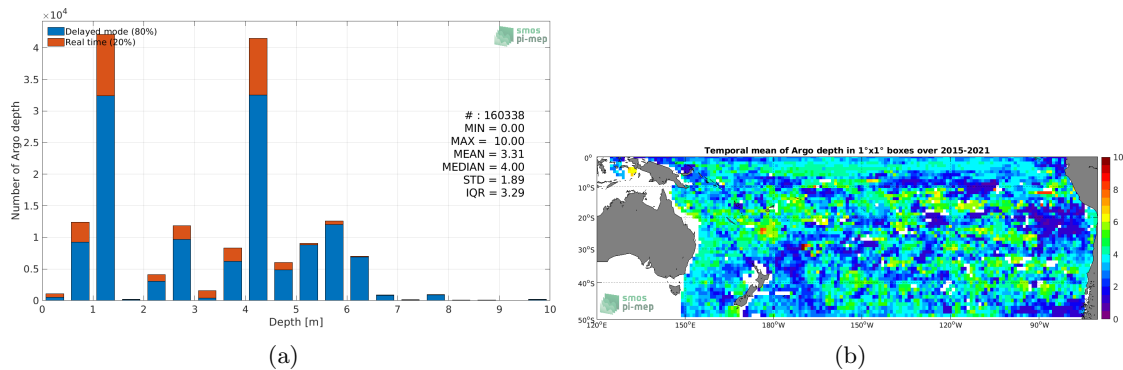 ×10⁴
Delayed mode (80%)
Real time (20%)
smos
pi-mep
4
3.5
3
2.5
2
1.5
1
0.5
0
Number of Argo depth
# : 160338
MIN = 0.00
MAX = 10.00
MEAN = 3.31
MEDIAN = 4.00
STD = 1.89
IQR = 3.29
0 1 2 3 4 5 6 7 8 9 10
Depth [m]
(a)
Temporal mean of Argo depth in 1°x1° boxes over 2015-2021
0°
10°S
20°S
30°S
40°S
50°S
120°E 150°E 180°W 150°W 120°W 90°W
smos
pi-mep
10
8
6
4
2
0
(b)